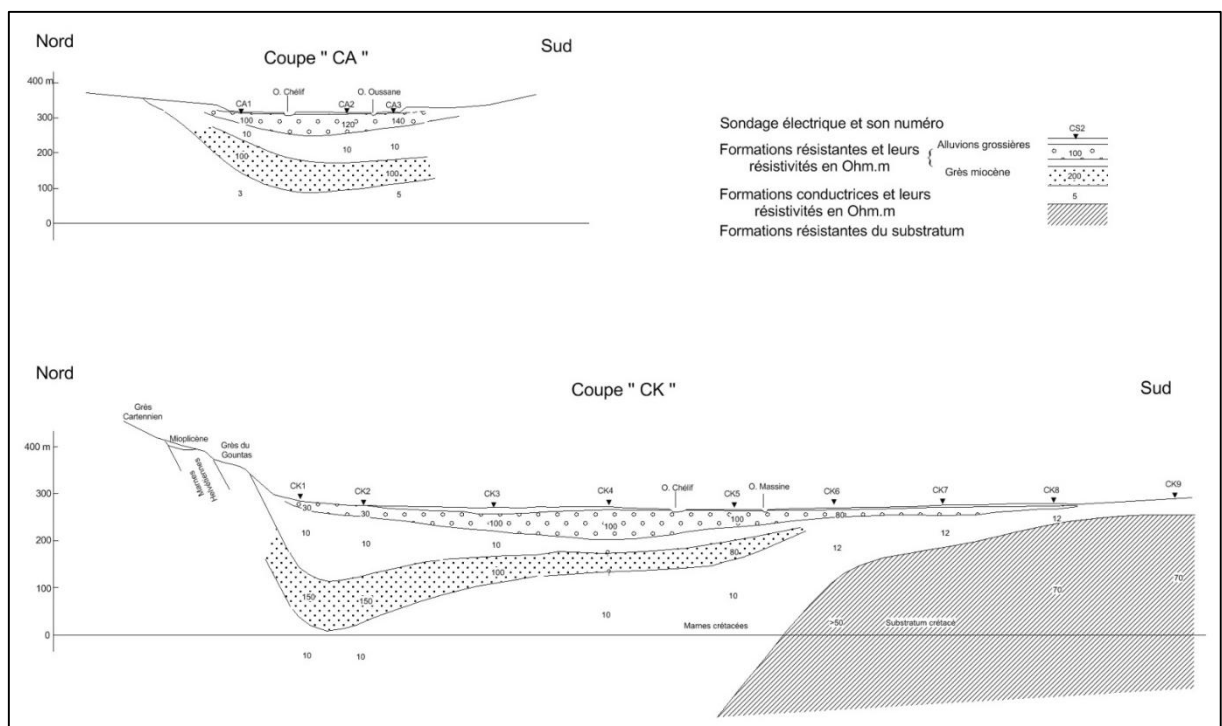 Nord
Sud
Coupe " CA "
400 m
300
200
100
0
CA1
O. Chélif
CA2
O. Oussane
CA3
100
120
140
10
10
10
100
100
3
5
Sondage électrique et son numéro
CS2
Formations résistantes et leurs
résistivités en Ohm.m
Alluvions grossières
100
Grès miocène
200
Formations conductrices et leurs
résistivités en Ohm.m
5
Formations résistantes du substratum
Nord
Sud
Coupe " CK "
Grès
Cartennien
Mioplicène
Grès du
Gountas
Marnes
Helvétiennes
400 m
300
200
100
0
CK1
CK2
CK3
CK4
O. Chélif
CK5
O. Massine
CK6
CK7
CK8
CK9
30
30
100
100
100
80
12
10
10
10
80
12
12
100
?
150
150
10
10
70
70
Marnes crétacées
>50
Substratum crétacé
10
10